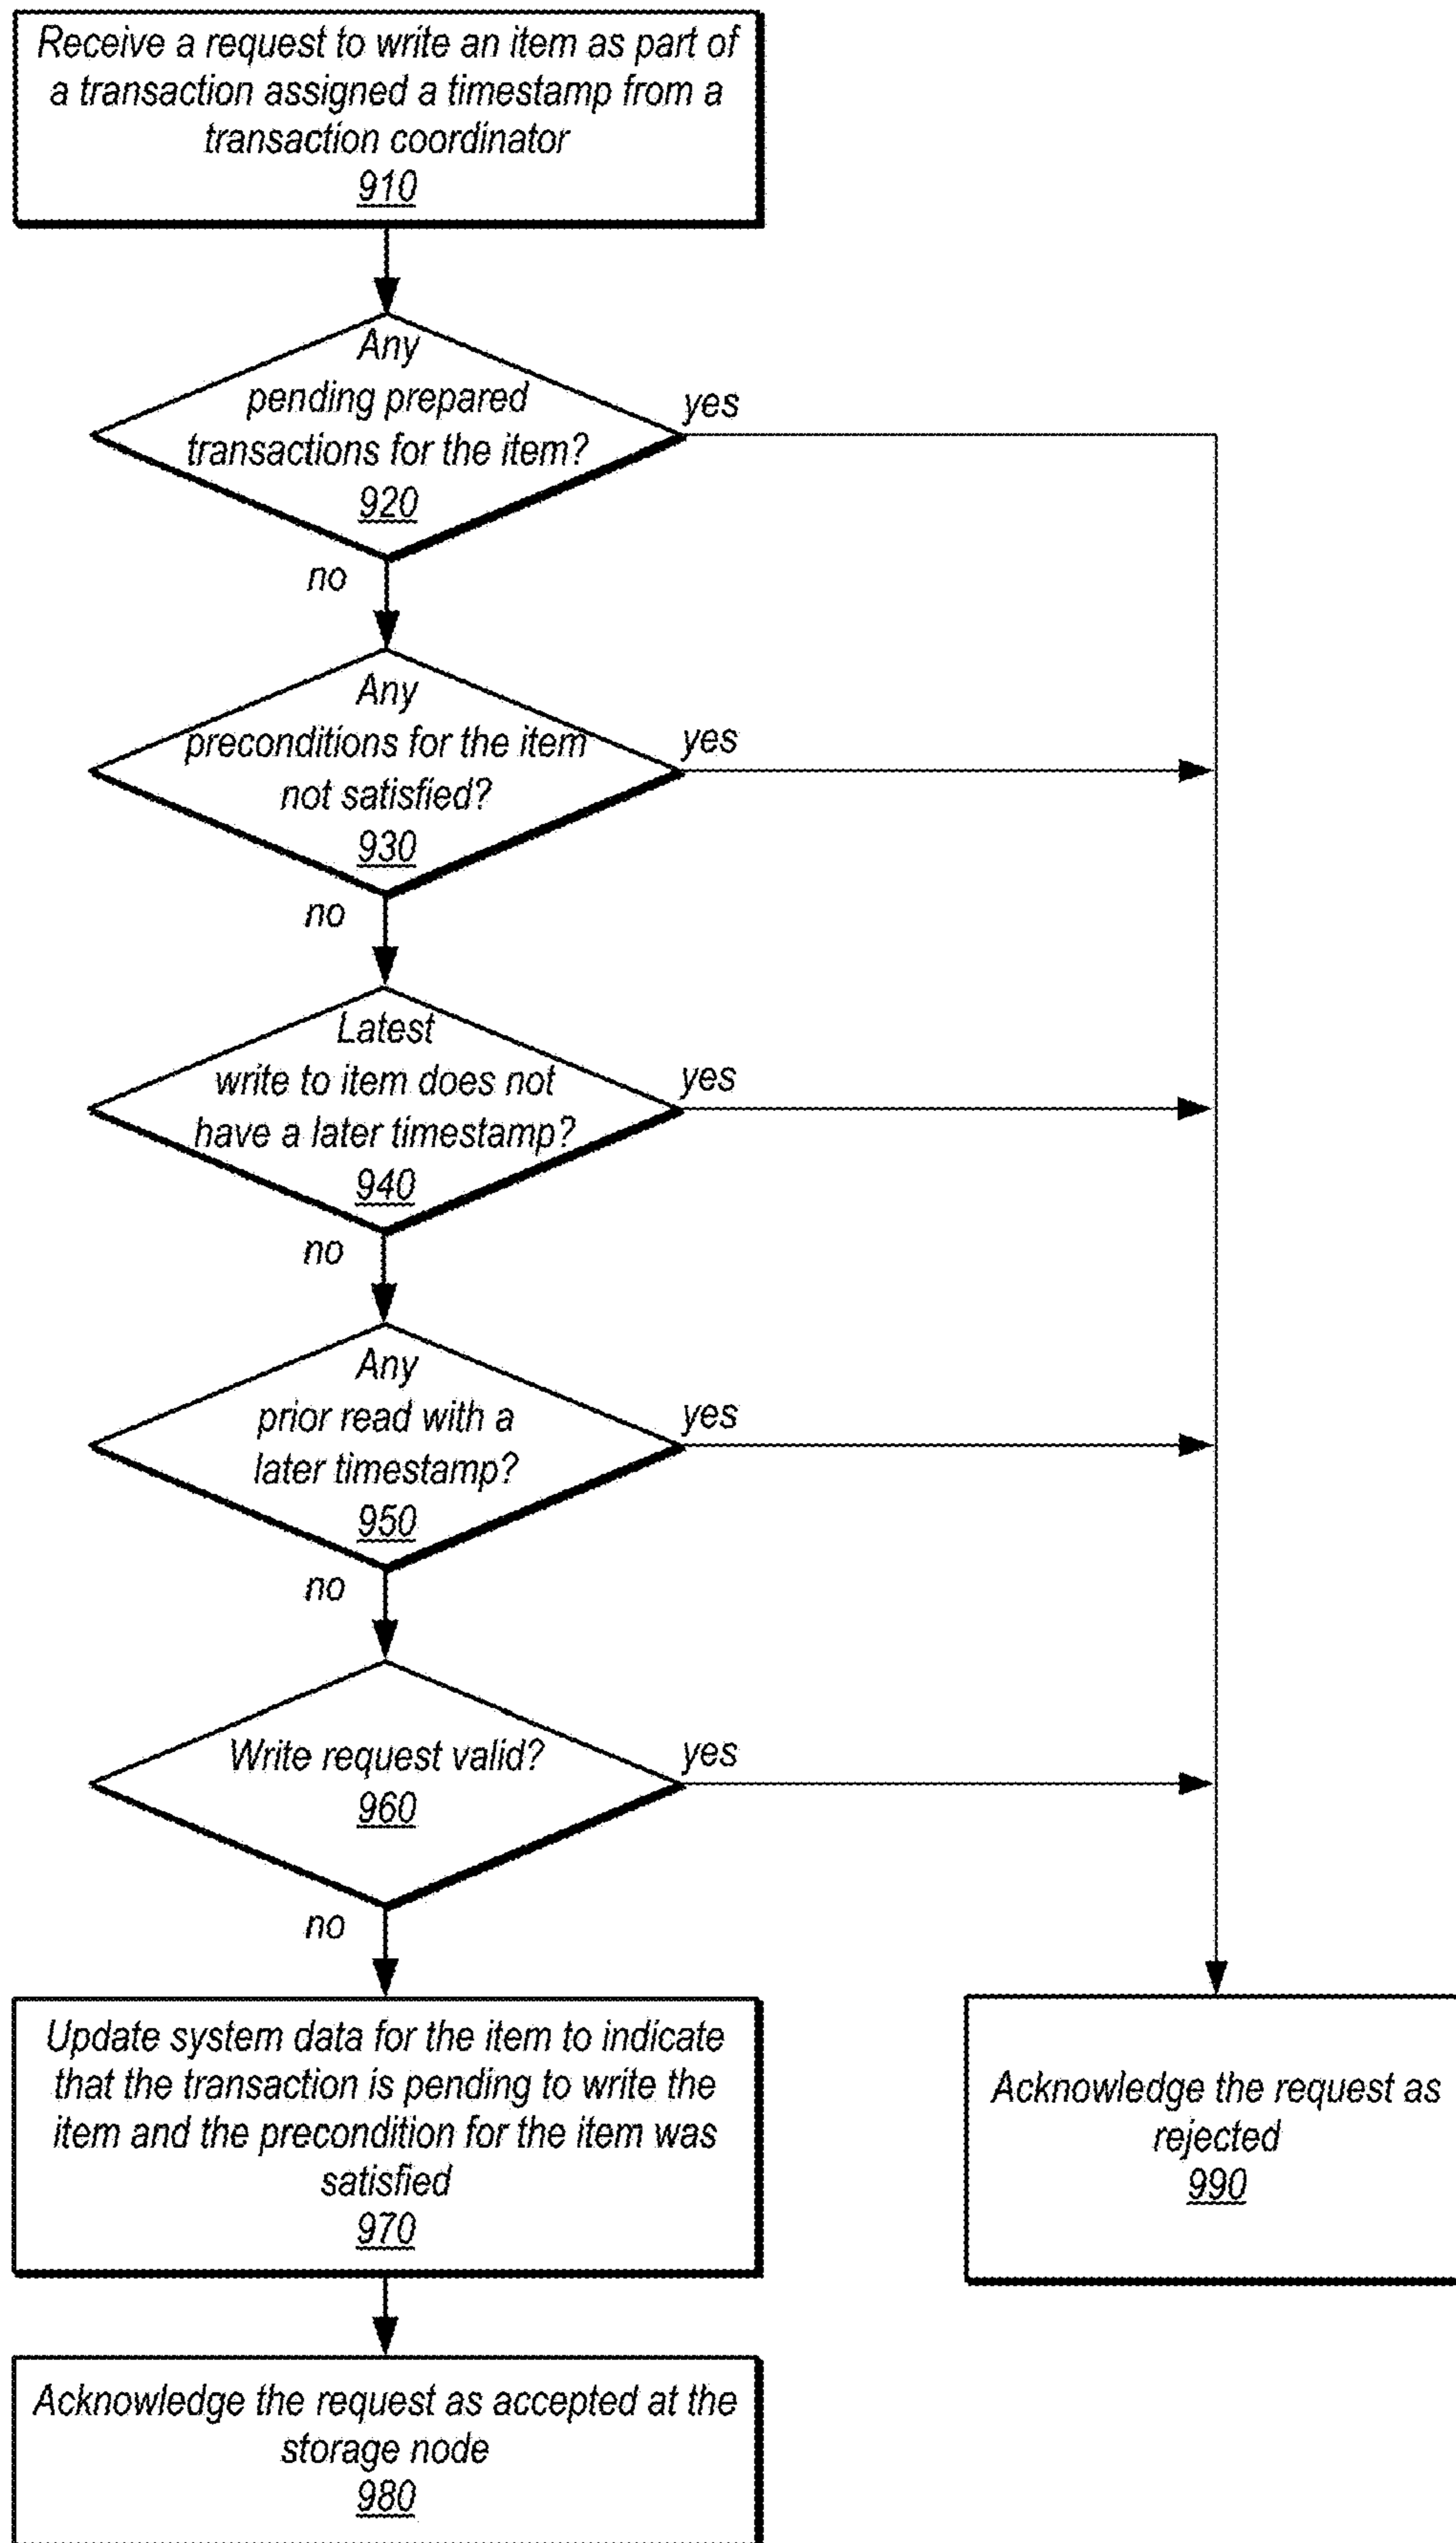 Receive a request to write an item as part of
a transaction assigned a timestamp from a
transaction coordinator
910
Any
pending prepared
transactions for the item?
920
yes
no
Any
preconditions for the item
not satisfied?
930
yes
no
Latest
write to item does not
have a later timestamp?
940
yes
no
Any
prior read with a
later timestamp?
950
yes
no
Write request valid?
960
yes
no
Update system data for the item to indicate
that the transaction is pending to write the
item and the precondition for the item was
satisfied
970
Acknowledge the request as
rejected
990
Acknowledge the request as accepted at the
storage node
980